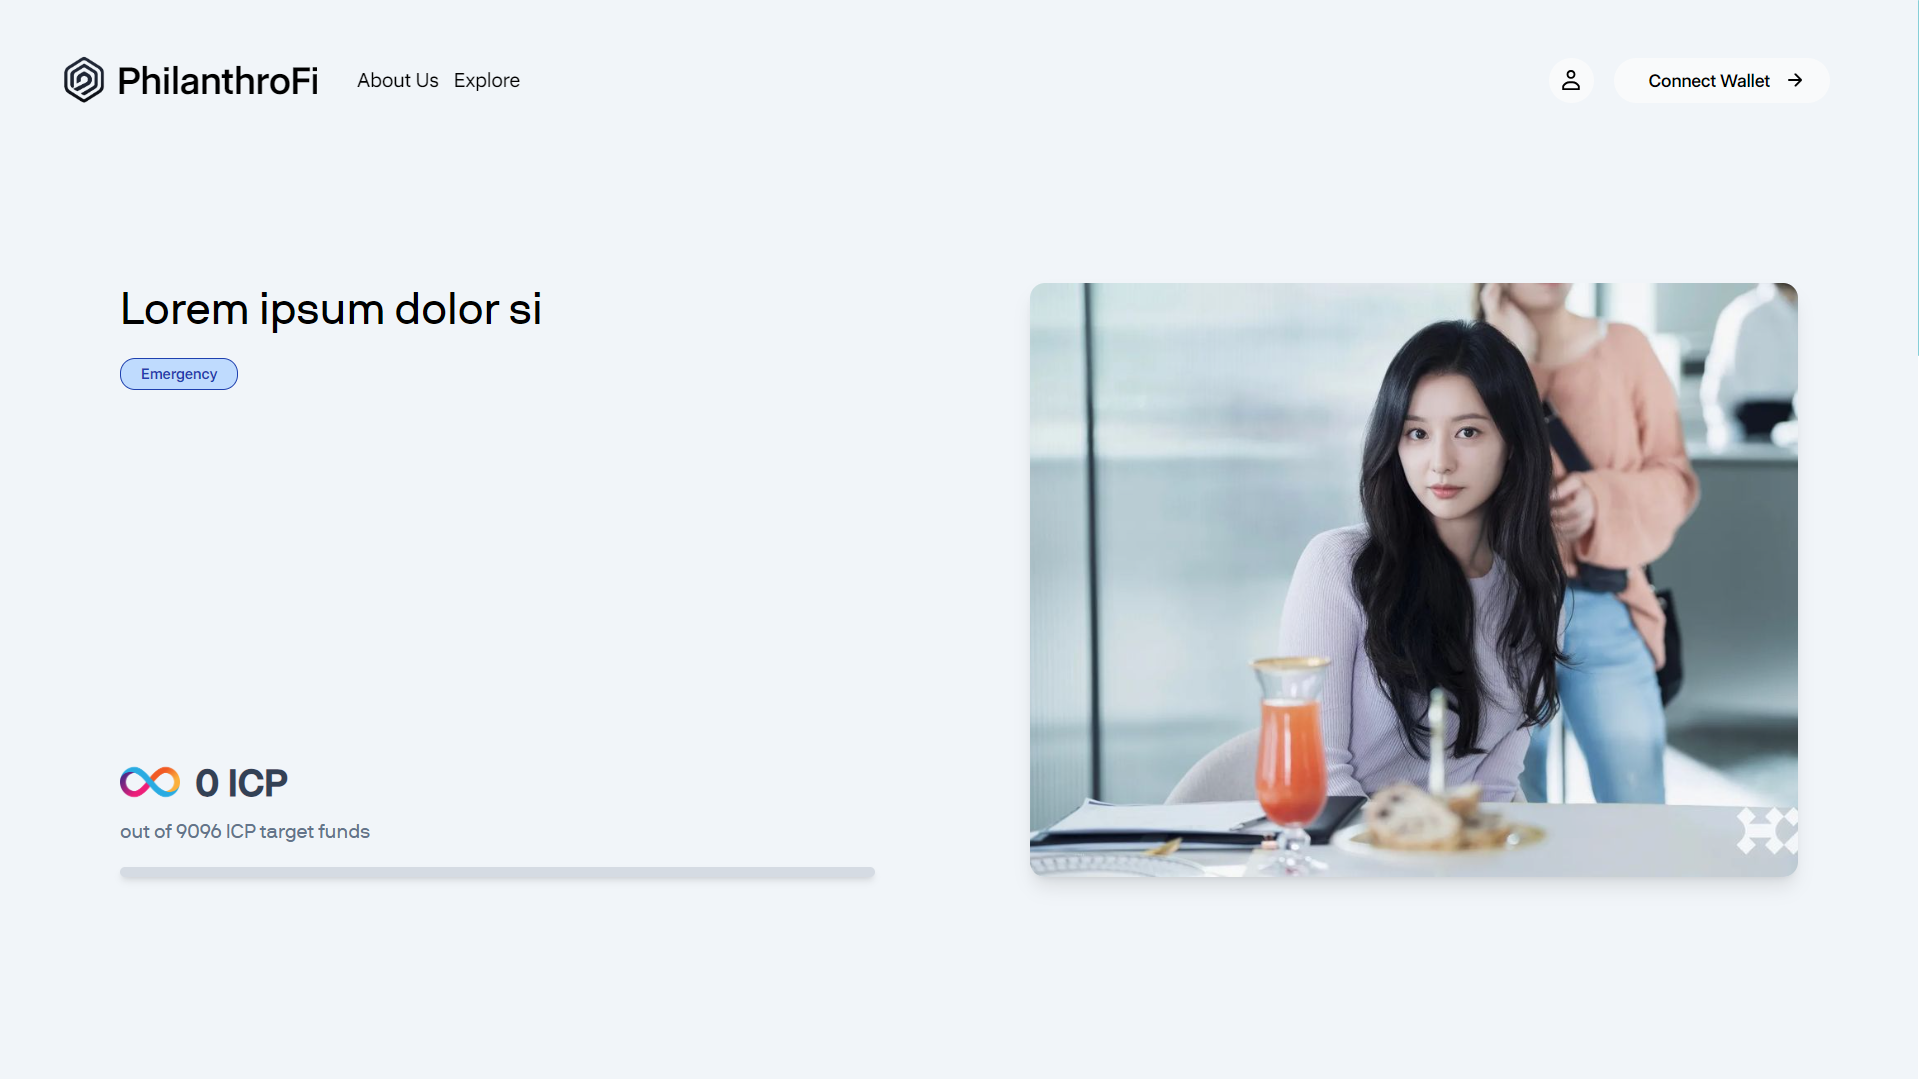 PhilanthroFi
About Us
Explore
Connect Wallet
Lorem ipsum dolor si
Emergency
0 ICP
out of 9096 ICP target funds